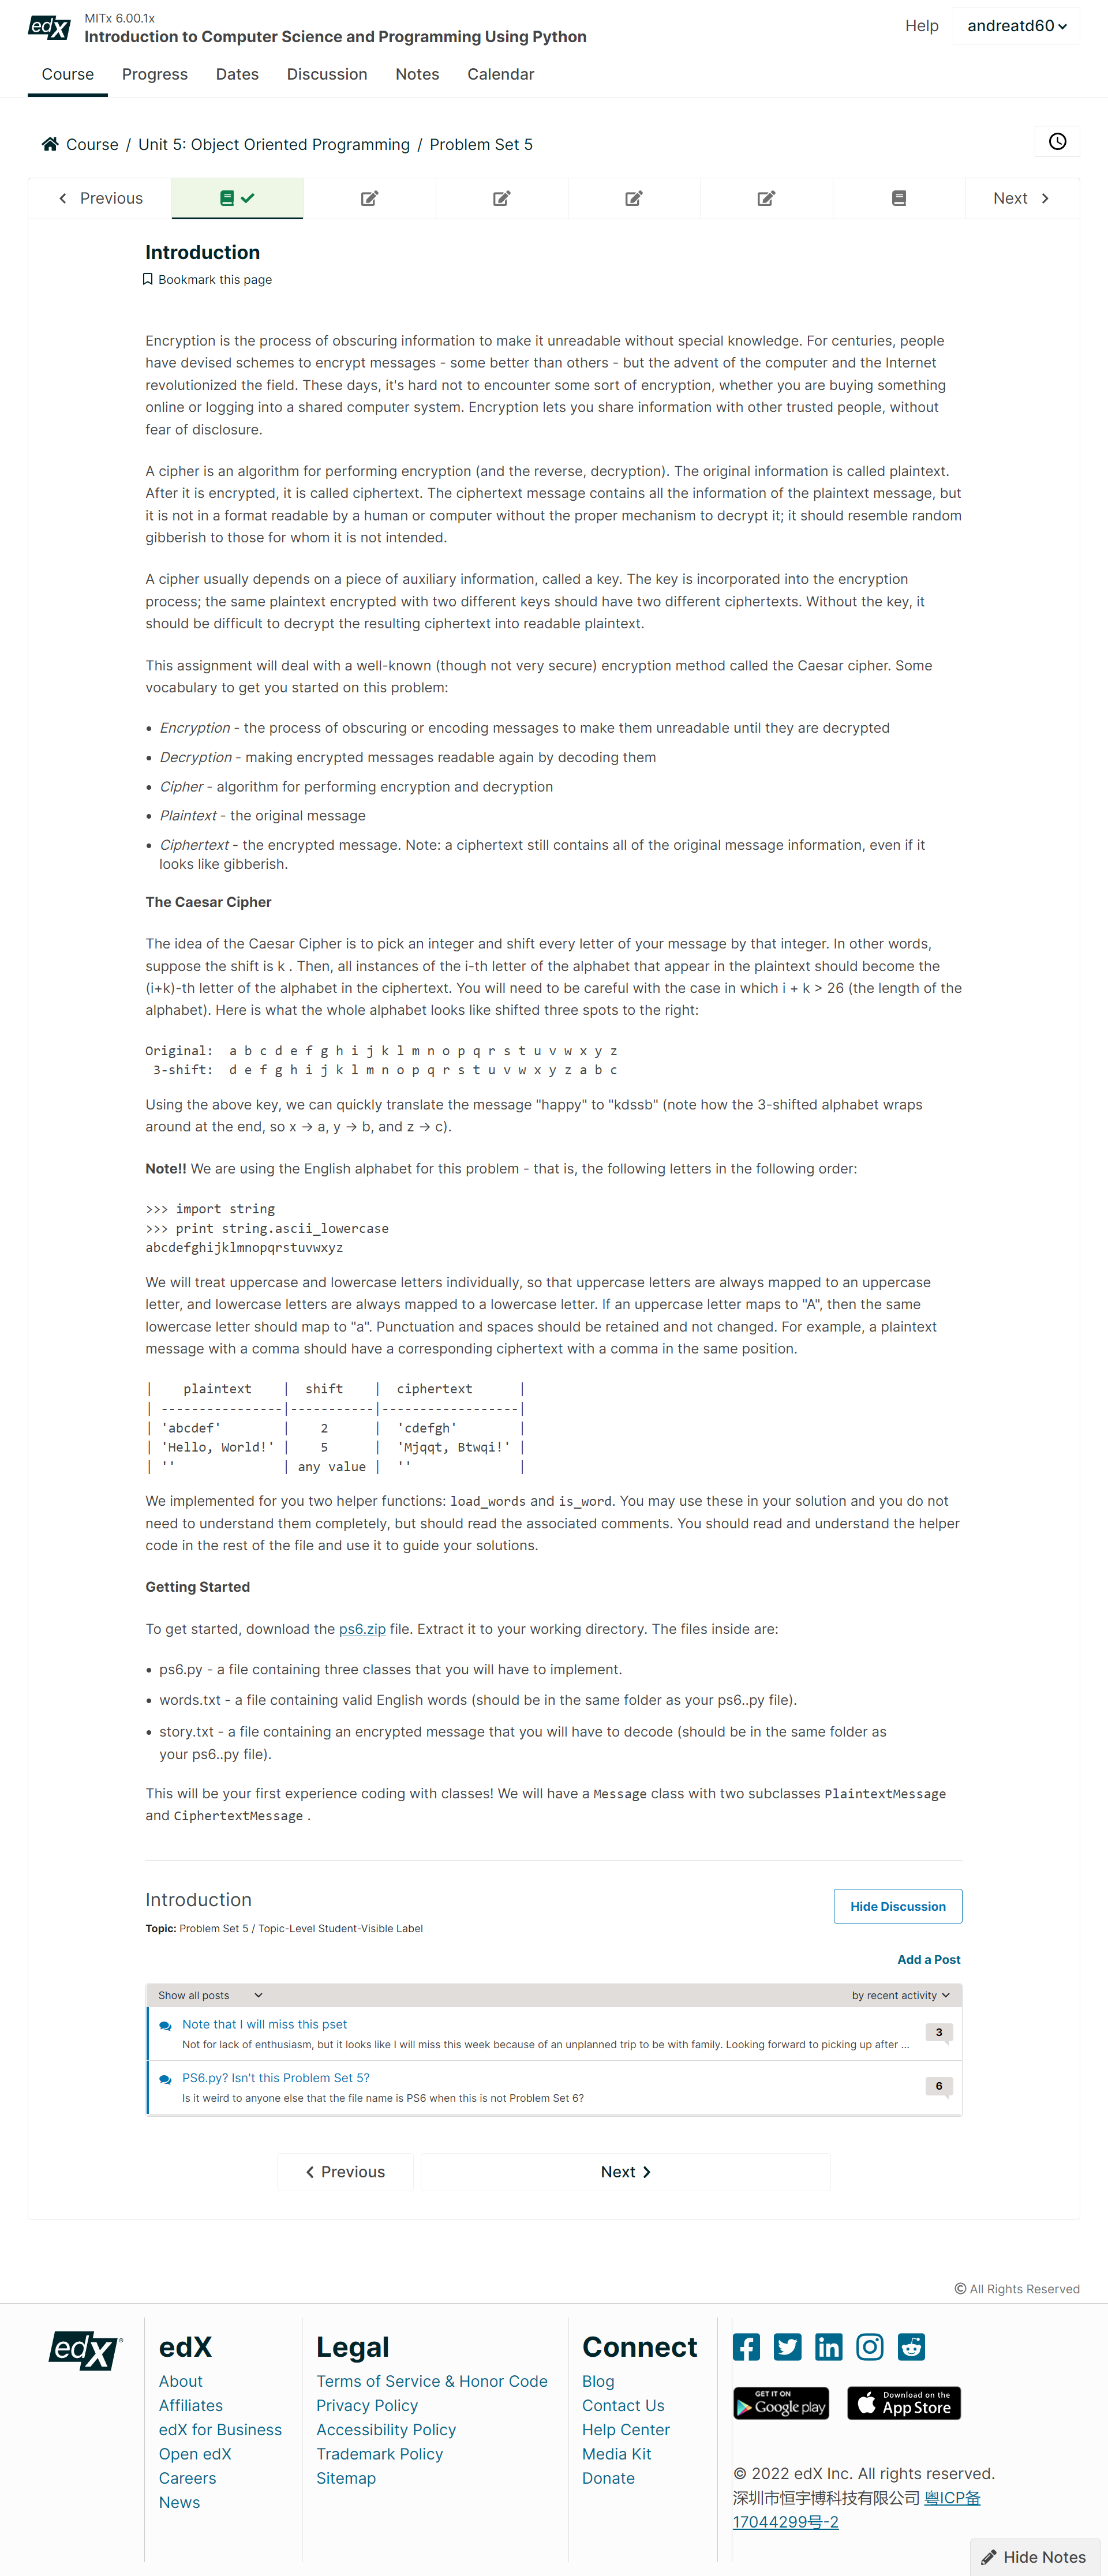 edX
MITx 6.00.1x
Introduction to Computer Science and Programming Using Python
Help
andreatd60
Course Progress Dates Discussion Notes Calendar
Course / Unit 5: Object Oriented Programming / Problem Set 5
Previous
Next
Introduction
Bookmark this page
Encryption is the process of obscuring information to make it unreadable without special knowledge. For centuries, people
have devised schemes to encrypt messages - some better than others - but the advent of the computer and the Internet
revolutionized the field. These days, it's hard not to encounter some sort of encryption, whether you are buying something
online or logging into a shared computer system. Encryption lets you share information with other trusted people, without
fear of disclosure.
A cipher is an algorithm for performing encryption (and the reverse, decryption). The original information is called plaintext.
After it is encrypted, it is called ciphertext. The ciphertext message contains all the information of the plaintext message, but
it is not in a format readable by a human or computer without the proper mechanism to decrypt it; it should resemble random
gibberish to those for whom it is not intended.
A cipher usually depends on a piece of auxiliary information, called a key. The key is incorporated into the encryption
process; the same plaintext encrypted with two different keys should have two different ciphertexts. Without the key, it
should be difficult to decrypt the resulting ciphertext into readable plaintext.
This assignment will deal with a well-known (though not very secure) encryption method called the Caesar cipher. Some
vocabulary to get you started on this problem:
• Encryption - the process of obscuring or encoding messages to make them unreadable until they are decrypted
• Decryption - making encrypted messages readable again by decoding them
• Cipher - algorithm for performing encryption and decryption
• Plaintext - the original message
• Ciphertext - the encrypted message. Note: a ciphertext still contains all of the original message information, even if it
looks like gibberish.
The Caesar Cipher
The idea of the Caesar Cipher is to pick an integer and shift every letter of your message by that integer. In other words,
suppose the shift is k . Then, all instances of the i-th letter of the alphabet that appear in the plaintext should become the
(i+k)-th letter of the alphabet in the ciphertext. You will need to be careful with the case in which i + k > 26 (the length of the
alphabet). Here is what the whole alphabet looks like shifted three spots to the right:
Original:  a b c d e f g h i j k l m n o p q r s t u v w x y z
3-shift:  d e f g h i j k l m n o p q r s t u v w x y z a b c
Using the above key, we can quickly translate the message "happy" to "kdssb" (note how the 3-shifted alphabet wraps
around at the end, so x → a, y → b, and z → c).
Note!! We are using the English alphabet for this problem - that is, the following letters in the following order:
>>> import string
>>> print string.ascii_lowercase
abcdefghijklmnopqrstuvwxyz
We will treat uppercase and lowercase letters individually, so that uppercase letters are always mapped to an uppercase
letter, and lowercase letters are always mapped to a lowercase letter. If an uppercase letter maps to "A", then the same
lowercase letter should map to "a". Punctuation and spaces should be retained and not changed. For example, a plaintext
message with a comma should have a corresponding ciphertext with a comma in the same position.
|    plaintext    |  shift    |  ciphertext      |
| ----------------|-----------|------------------|
| 'abcdef'        |    2      |  'cdefgh'        |
| 'Hello, World!' |    5      |  'Mjqqt, Btwqi!' |
| ''              | any value |  ''              |
We implemented for you two helper functions: load_words and is_word. You may use these in your solution and you do not
need to understand them completely, but should read the associated comments. You should read and understand the helper
code in the rest of the file and use it to guide your solutions.
Getting Started
To get started, download the ps6.zip file. Extract it to your working directory. The files inside are:
• ps6.py - a file containing three classes that you will have to implement.
• words.txt - a file containing valid English words (should be in the same folder as your ps6..py file).
• story.txt - a file containing an encrypted message that you will have to decode (should be in the same folder as
your ps6..py file).
This will be your first experience coding with classes! We will have a Message class with two subclasses PlaintextMessage
and CiphertextMessage .
Introduction
Hide Discussion
Topic: Problem Set 5 / Topic-Level Student-Visible Label
Add a Post
Show all posts
by recent activity
Note that I will miss this pset
3
Not for lack of enthusiasm, but it looks like I will miss this week because of an unplanned trip to be with family. Looking forward to picking up after ...
PS6.py? Isn't this Problem Set 5?
6
Is it weird to anyone else that the file name is PS6 when this is not Problem Set 6?
Previous
Next
© All Rights Reserved
edX
edX
About
Affiliates
edX for Business
Open edX
Careers
News
Legal
Terms of Service & Honor Code
Privacy Policy
Accessibility Policy
Trademark Policy
Sitemap
Connect
Blog
Contact Us
Help Center
Media Kit
Donate
GET IT ON
Google play
Download on the
App Store
© 2022 edX Inc. All rights reserved.
深圳市恒宇博科技有限公司 粤ICP备
17044299号-2
Hide Notes